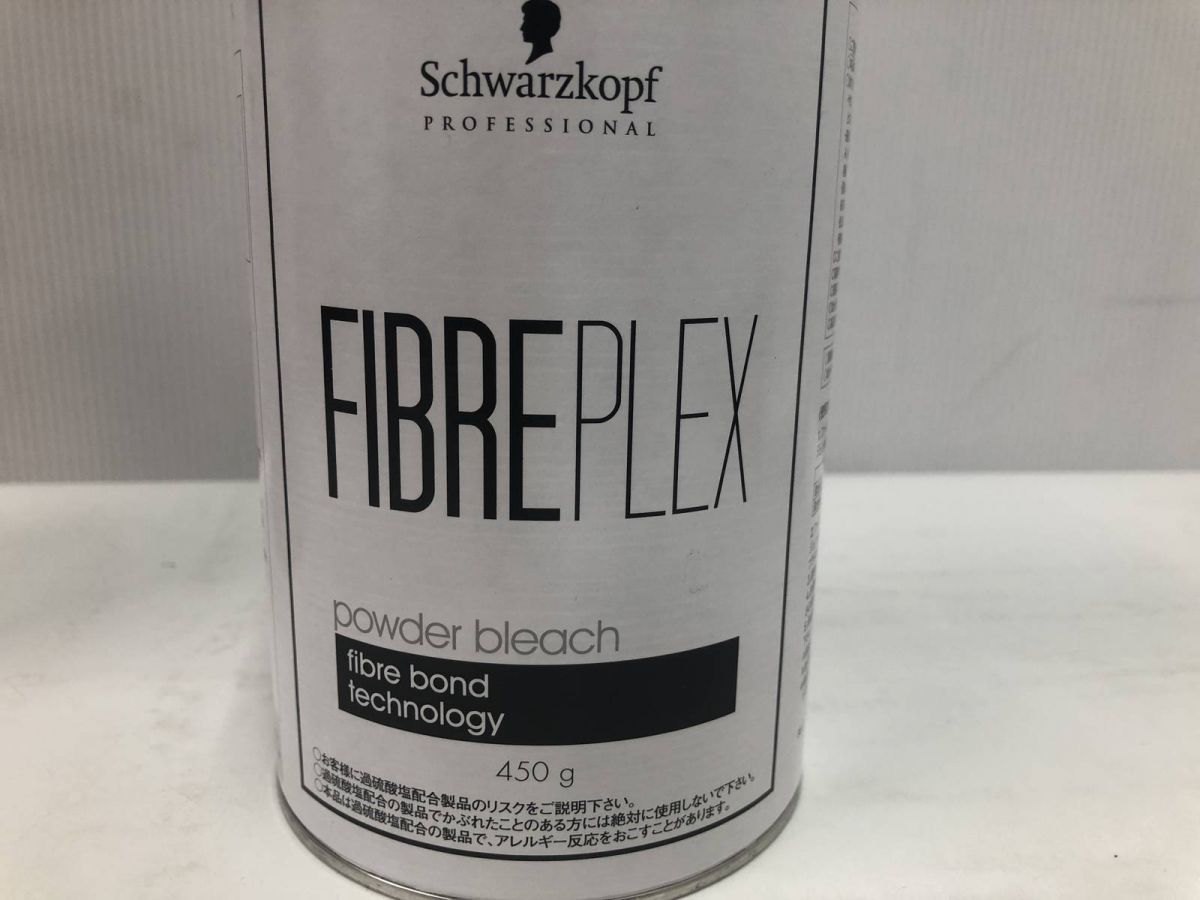 Schwarzkopf
PROFESSIONAL
FIBREPLEX
powder bleach
fibre bond
technology
450 g
○お客様に過硫酸塩配合製品のリスクをご説明下さい。
○過硫酸塩配合の製品でかぶれたことのある方には絶対に使用しないで下さい。
○本品は過硫酸塩配合の製品で、アレルギー反応をおこすことがあります。